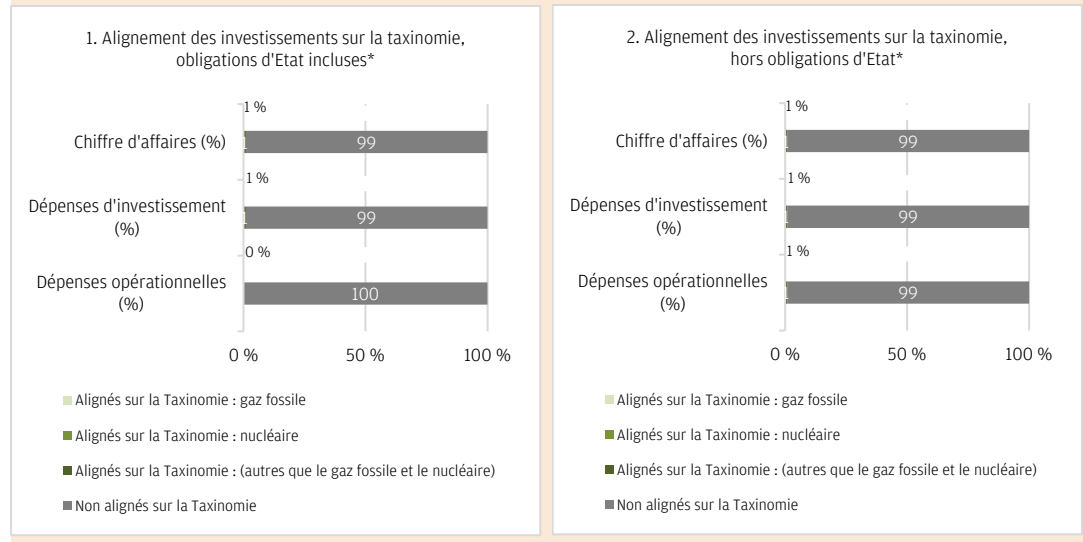 1. Alignement des investissements sur la taxinomie,
obligations d'Etat incluses*
1 %
Chiffre d'affaires (%)
1
99
1 %
Dépenses d'investissement
(%)
1
99
0 %
Dépenses opérationnelles
(%)
100
0 %
50 %
100 %
Alignés sur la Taxinomie : gaz fossile
Alignés sur la Taxinomie : nucléaire
Alignés sur la Taxinomie : (autres que le gaz fossile et le nucléaire)
Non alignés sur la Taxinomie
2. Alignement des investissements sur la taxinomie,
hors obligations d'Etat*
1 %
Chiffre d'affaires (%)
1
99
1 %
Dépenses d'investissement
(%)
1
99
1 %
Dépenses opérationnelles
(%)
1
99
0 %
50 %
100 %
Alignés sur la Taxinomie : gaz fossile
Alignés sur la Taxinomie : nucléaire
Alignés sur la Taxinomie : (autres que le gaz fossile et le nucléaire)
Non alignés sur la Taxinomie